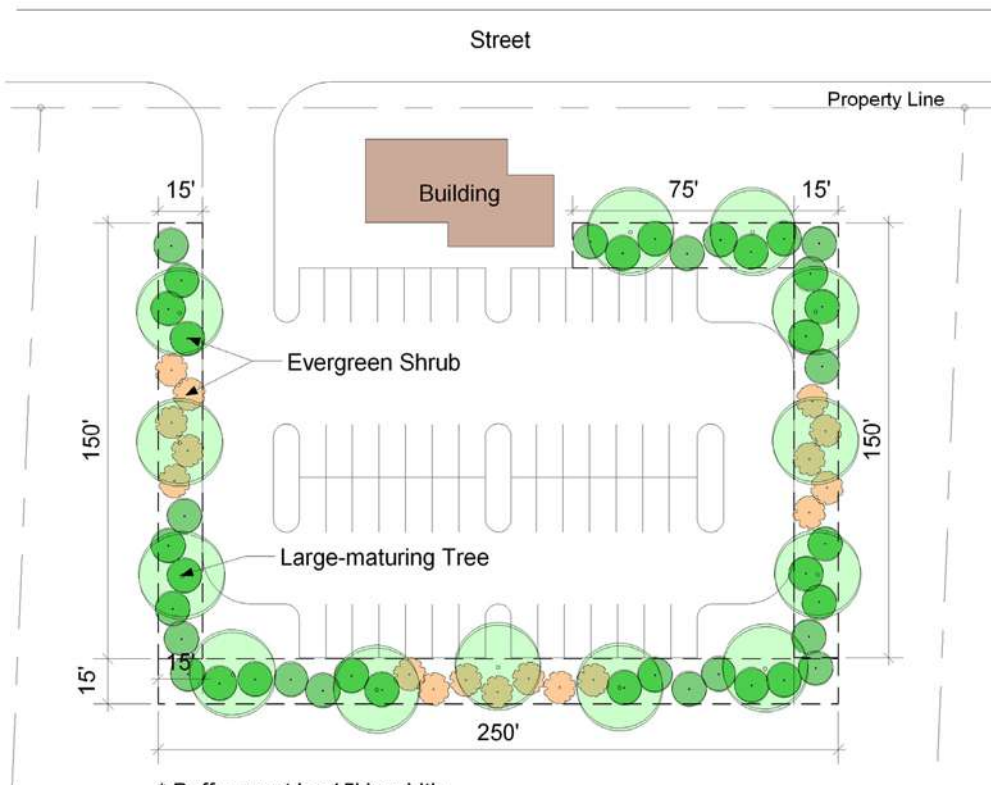 Street
Property Line
Building
15'
75'
15'
Evergreen Shrub
150'
150'
Large-maturing Tree
15'
15'
250'